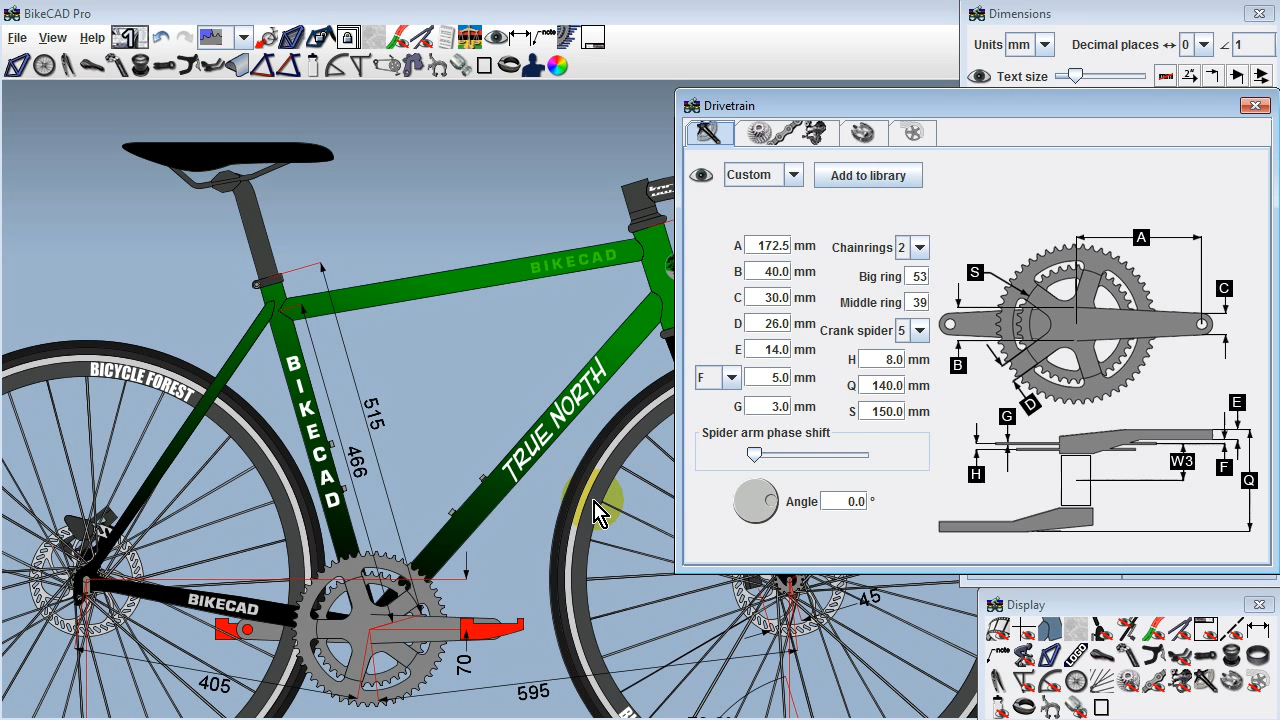 BikeCAD Pro
File View Help
Dimensions
Units mm Decimal places 0 1
Text size
Drivetrain
Custom Add to library
A 172.5 mm Chainrings 2
B 40.0 mm Big ring 53
C 30.0 mm Middle ring 39
D 26.0 mm Crank spider 5
E 14.0 mm H 8.0 mm
F 5.0 mm Q 140.0 mm
G 3.0 mm S 150.0 mm
Spider arm phase shift
Angle 0.0 °
A
S
C
B
D
G
E
H
W3
F
Q
BIKECAD
BICYCLE FOREST
BIKECAD
TRUE NORTH
515
466
BIKECAD
405
595
70
45
Display
note
LOGO